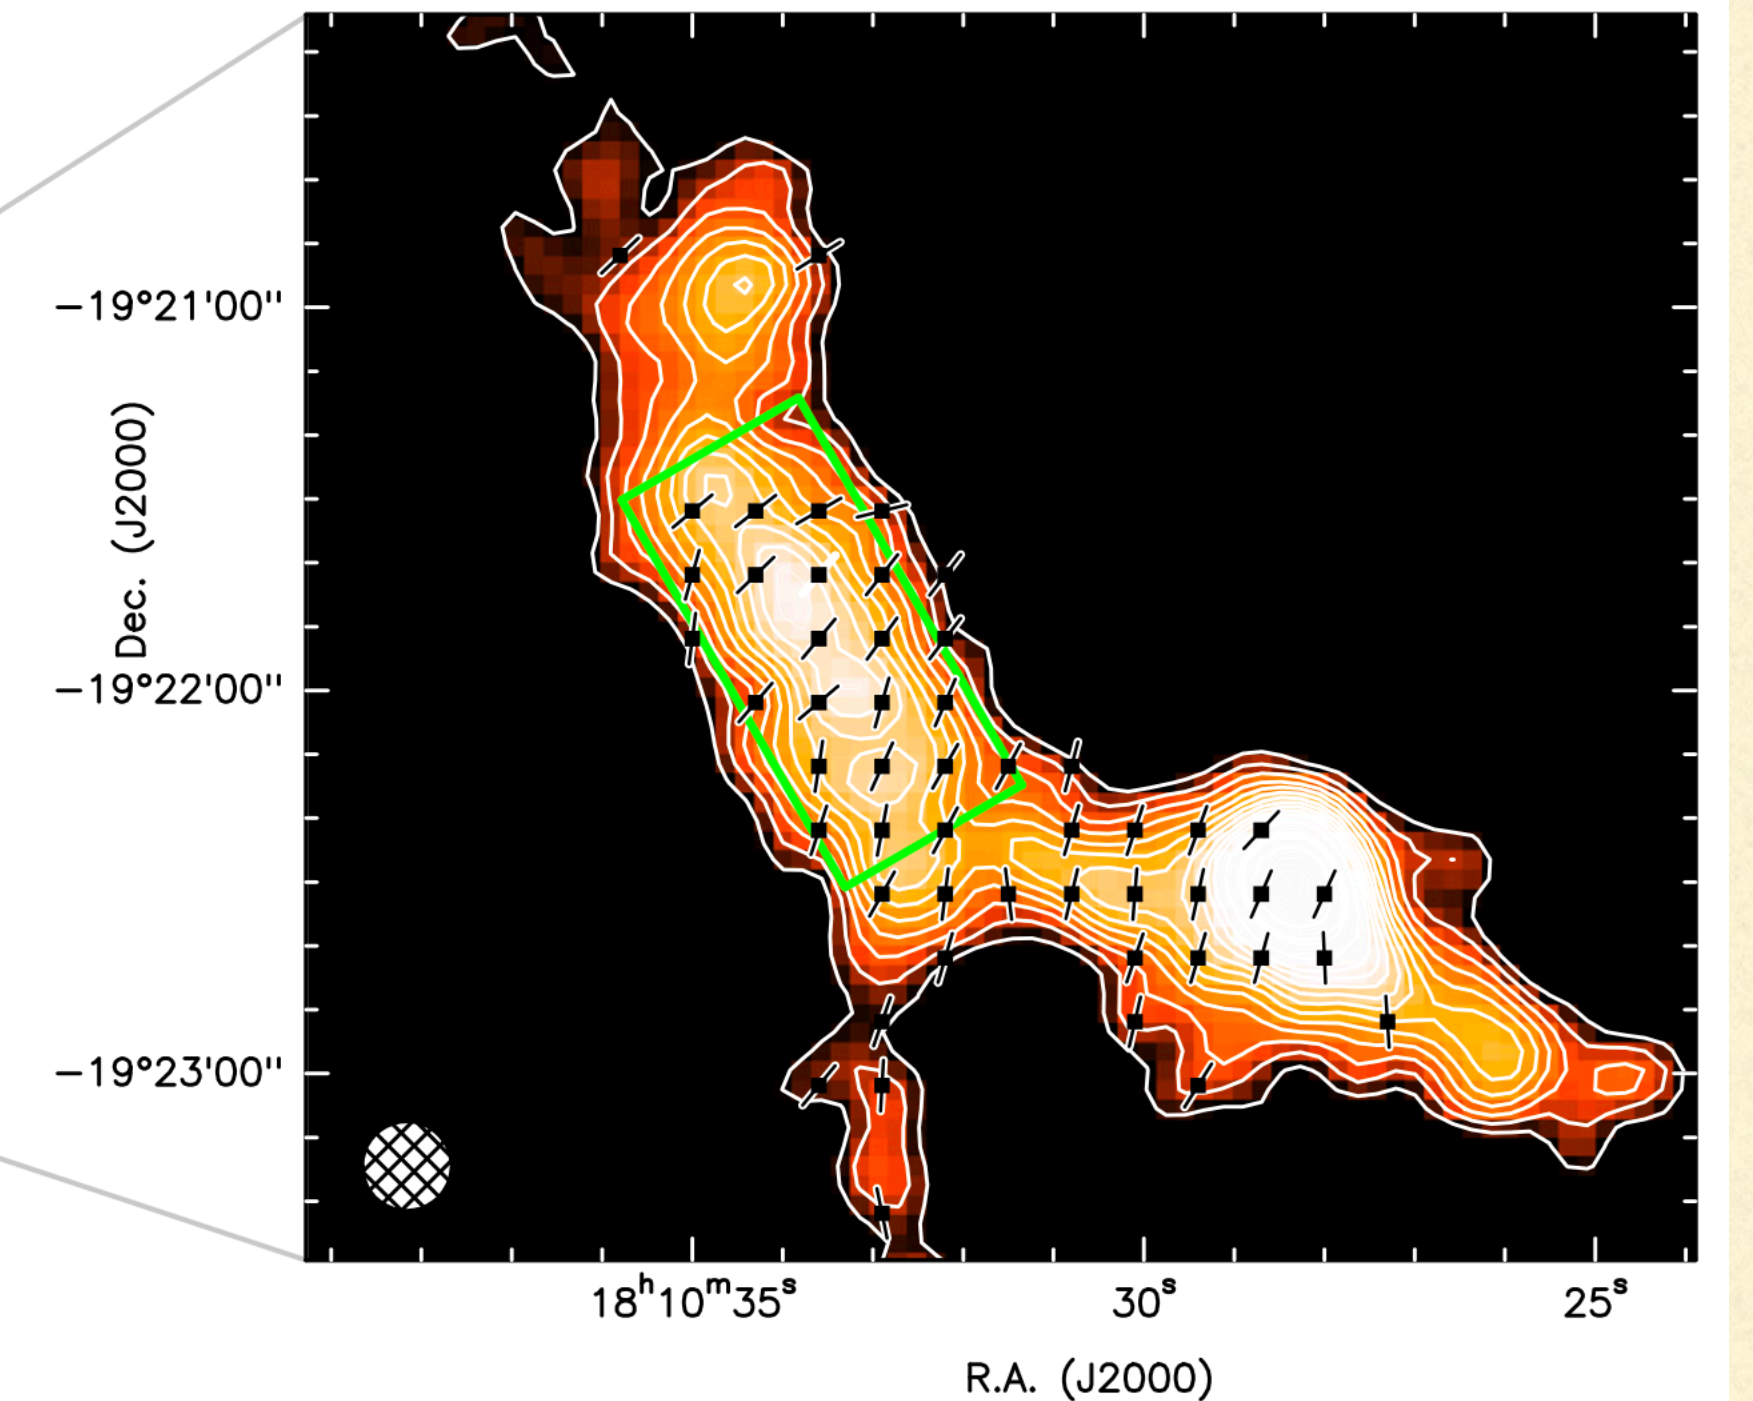 −19°21'00"
−19°22'00"
−19°23'00"
Dec. (J2000)
18ʰ10ᵐ35ˢ 30ˢ 25ˢ
R.A. (J2000)